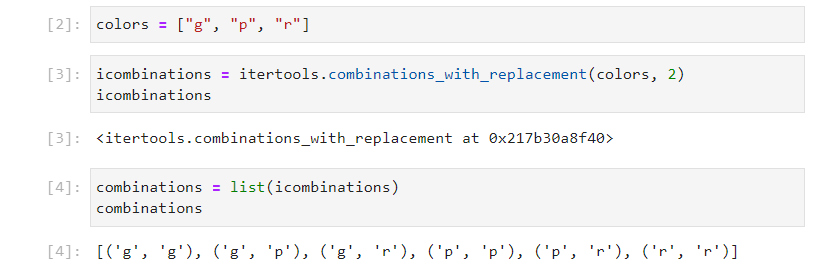 [2]: colors = ["g", "p", "r"]
[3]: icombinations = itertools.combinations_with_replacement(colors, 2)
icombinations
[3]: <itertools.combinations_with_replacement at 0x217b30a8f40>
[4]: combinations = list(icombinations)
combinations
[4]: [('g', 'g'), ('g', 'p'), ('g', 'r'), ('p', 'p'), ('p', 'r'), ('r', 'r')]